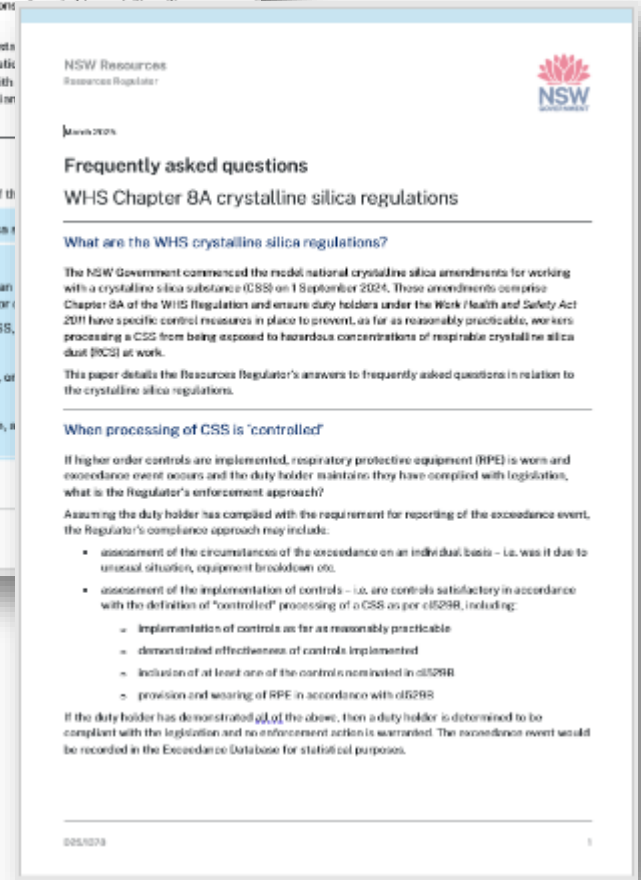 NSW Resources
Resources Regulator
NSW
GOVERNMENT
March 2025
Frequently asked questions
WHS Chapter 8A crystalline silica regulations
What are the WHS crystalline silica regulations?
The NSW Government commenced the model national crystalline silica amendments for working
with a crystalline silica substance (CSS) on 1 September 2024. These amendments comprise
Chapter 8A of the WHS Regulation and ensure duty holders under the Work Health and Safety Act
2011 have specific control measures in place to prevent, as far as reasonably practicable, workers
processing a CSS from being exposed to hazardous concentrations of respirable crystalline silica
dust (RCS) at work.
This paper details the Resources Regulator's answers to frequently asked questions in relation to
the crystalline silica regulations.
When processing of CSS is "controlled"
If higher order controls are implemented, respiratory protective equipment (RPE) is worn and
exceedance event occurs and the duty holder maintains they have complied with legislation,
what is the Regulator's enforcement approach?
Assuming the duty holder has complied with the requirement for reporting of the exceedance event,
the Regulator's compliance approach may include:
• assessment of the circumstances of the exceedance on an individual basis – i.e. was it due to
unusual situation, equipment breakdown etc.
• assessment of the implementation of controls – i.e. are controls satisfactory in accordance
with the definition of "controlled" processing of a CSS as per cl529B, including:
o implementation of controls as far as reasonably practicable
o demonstrated effectiveness of controls implemented
o inclusion of at least one of the controls nominated in cl529B
o provision and wearing of RPE in accordance with cl529B
If the duty holder has demonstrated all of the above, then a duty holder is determined to be
compliant with the legislation and no enforcement action is warranted. The exceedance event would
be recorded in the Exceedance Database for statistical purposes.
1